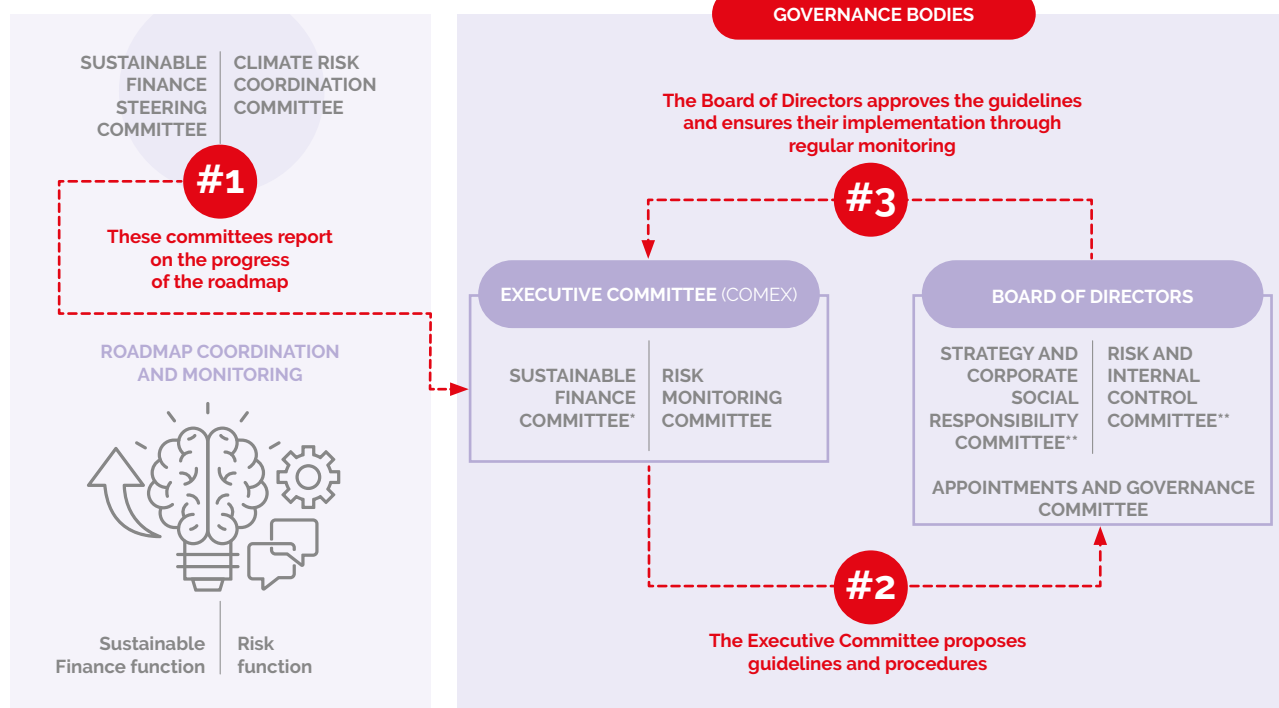 GOVERNANCE BODIES
SUSTAINABLE
FINANCE
STEERING
COMMITTEE
CLIMATE RISK
COORDINATION
COMMITTEE
#1
These committees report
on the progress
of the roadmap
ROADMAP COORDINATION
AND MONITORING
Sustainable
Finance function
Risk
function
The Board of Directors approves the guidelines
and ensures their implementation through
regular monitoring
#3
EXECUTIVE COMMITTEE (COMEX)
SUSTAINABLE
FINANCE
COMMITTEE*
RISK
MONITORING
COMMITTEE
BOARD OF DIRECTORS
STRATEGY AND
CORPORATE
SOCIAL
RESPONSIBILITY
COMMITTEE**
RISK AND
INTERNAL
CONTROL
COMMITTEE**
APPOINTMENTS AND GOVERNANCE
COMMITTEE
#2
The Executive Committee proposes
guidelines and procedures